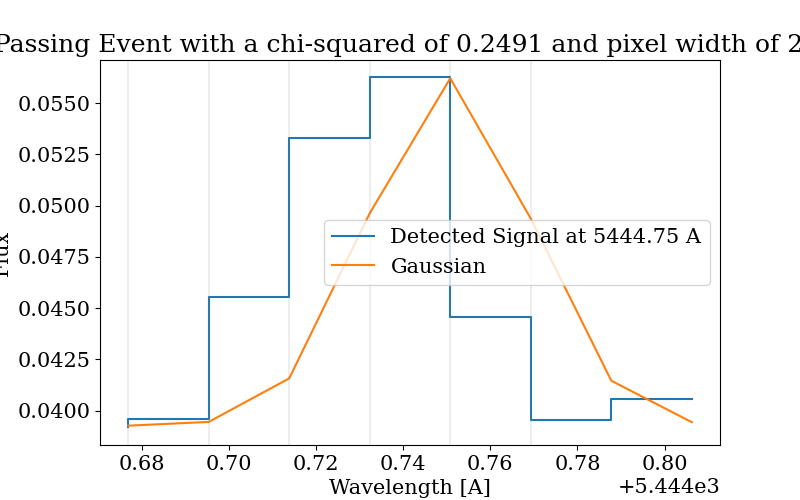 Passing Event with a chi-squared of 0.2491 and pixel width of 2
0.0550
0.0525
0.0500
0.0475
0.0450
0.0425
0.0400
Flux
Detected Signal at 5444.75 A
Gaussian
0.68 0.70 0.72 0.74 0.76 0.78 0.80
Wavelength [A]
+5.444e3